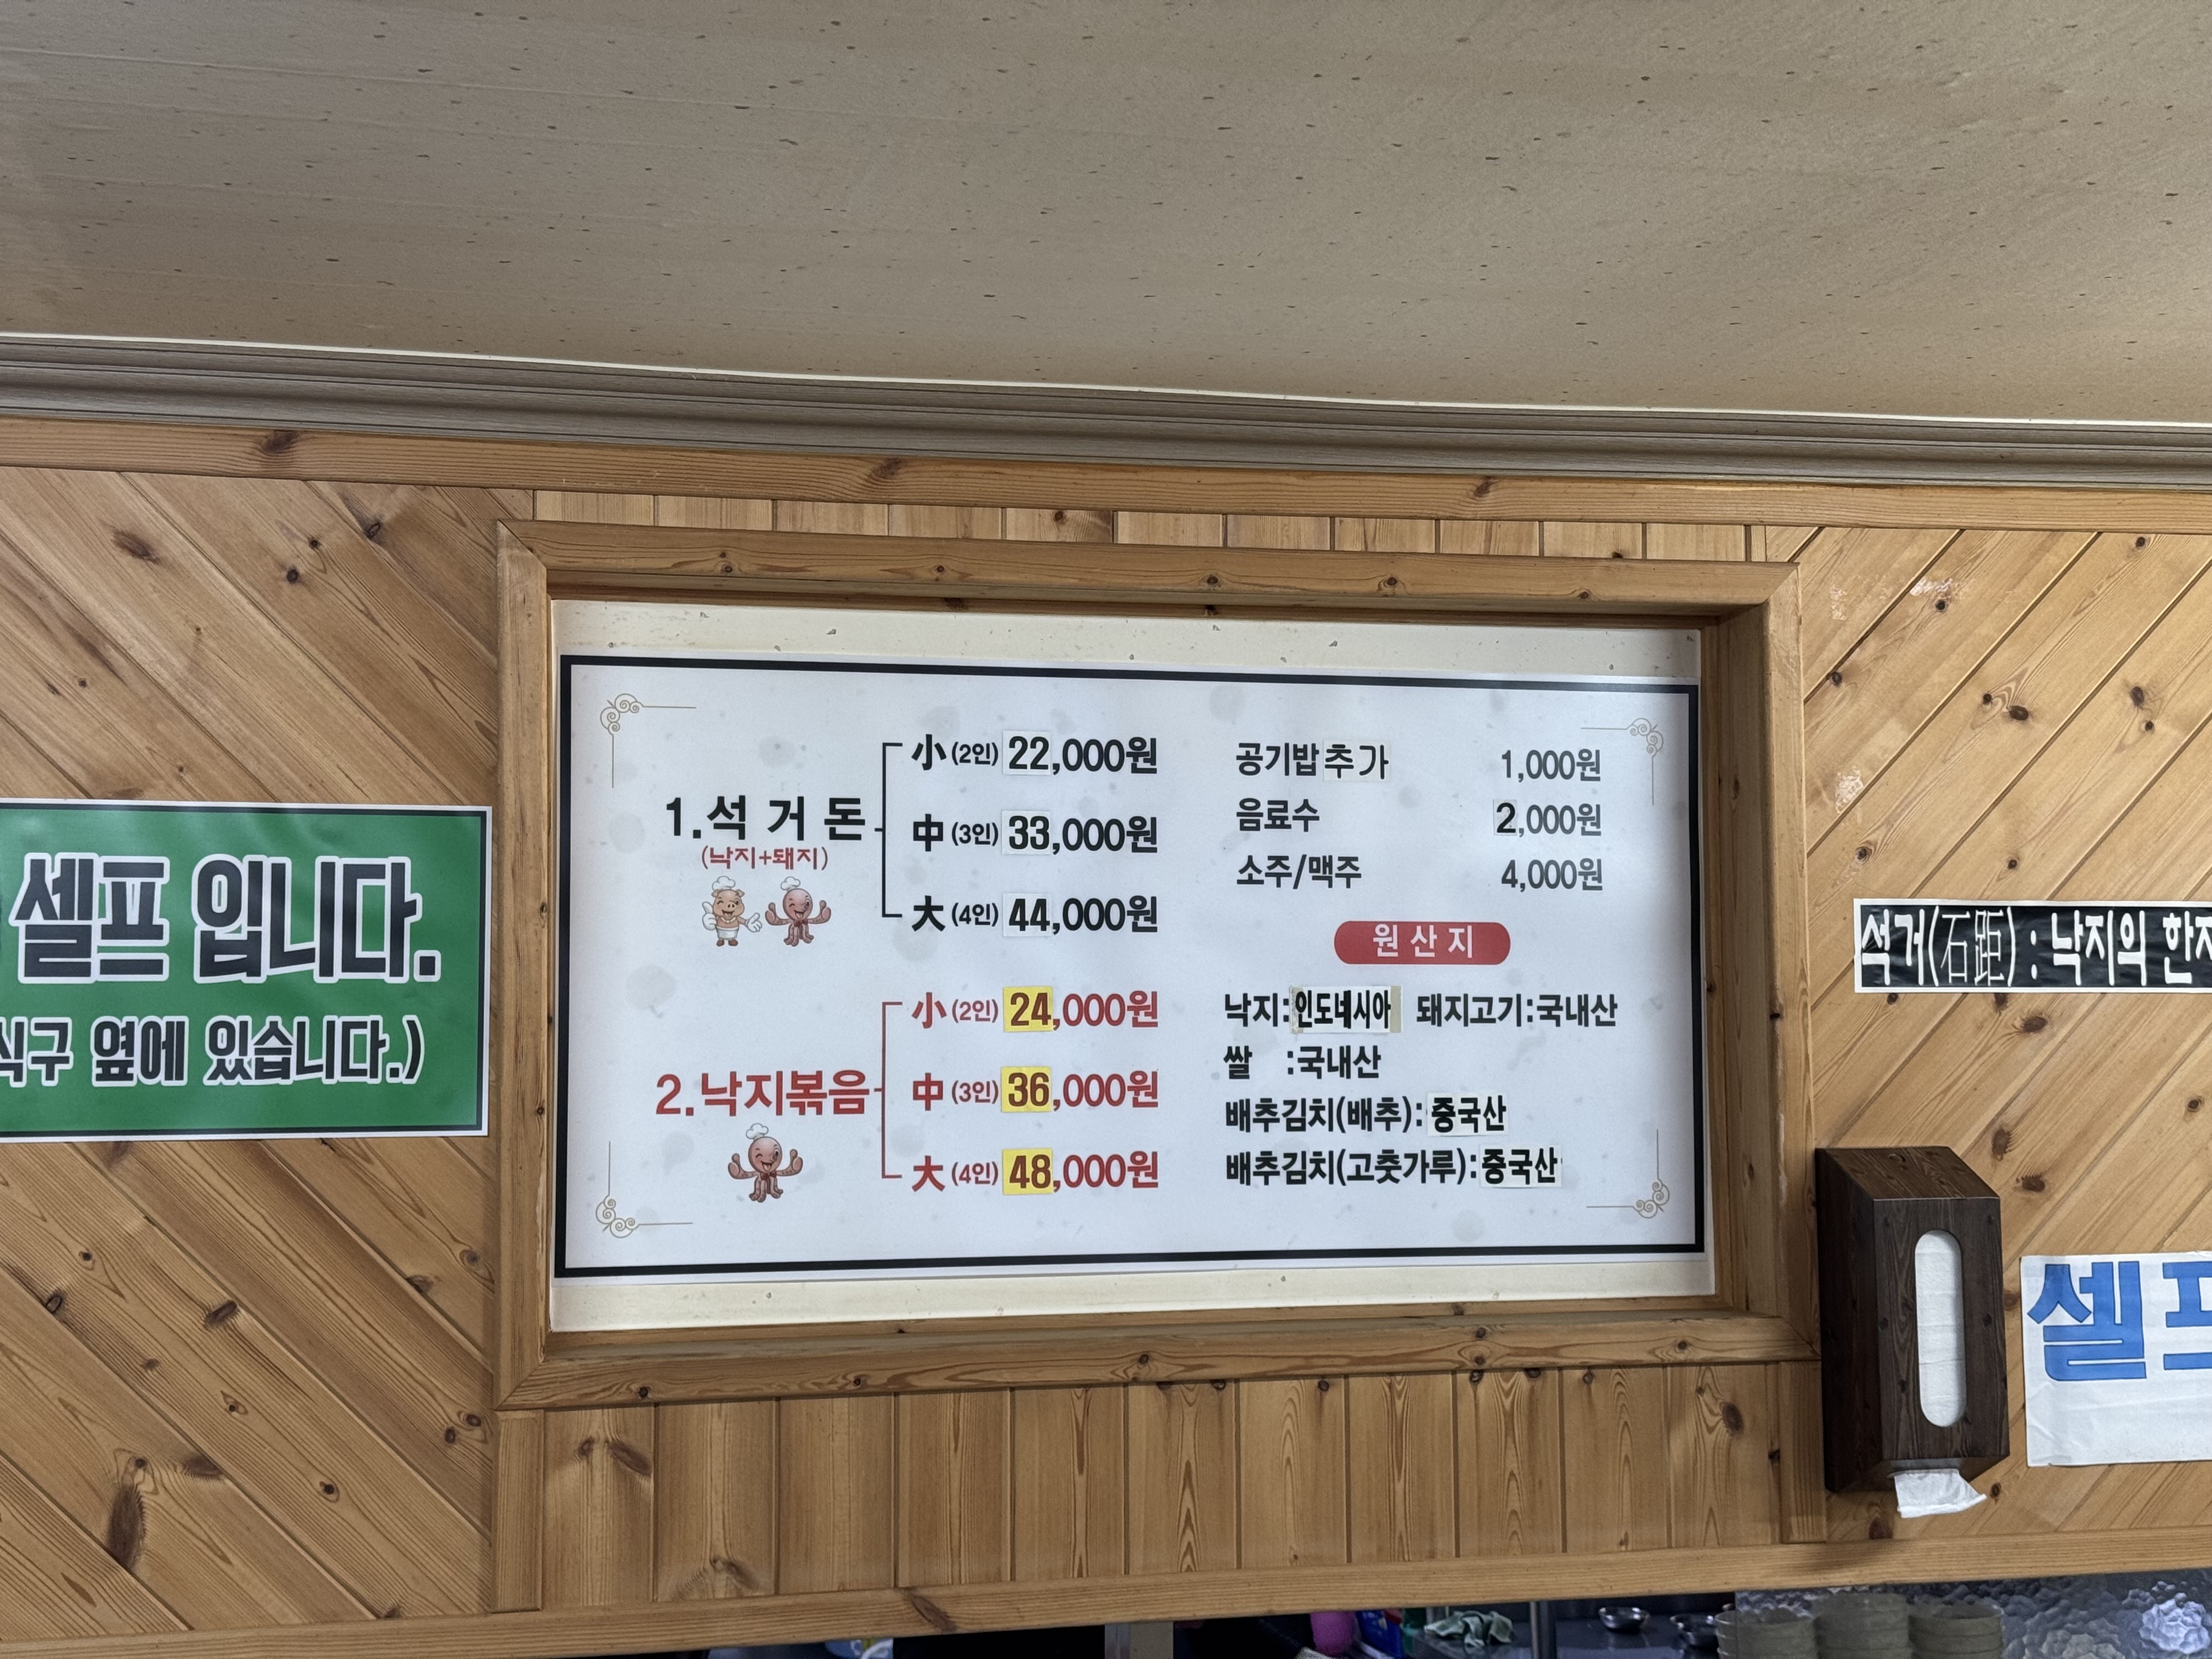 셀프 입니다.
식구 옆에 있습니다.)
1.석 거 돈
(낙지+돼지)
小 (2인) 22,000원
中 (3인) 33,000원
大 (4인) 44,000원
2.낙지볶음
小 (2인) 24,000원
中 (3인) 36,000원
大 (4인) 48,000원
공기밥추가 1,000원
음료수 2,000원
소주/맥주 4,000원
원 산 지
낙지:인도네시아 돼지고기:국내산
쌀 :국내산
배추김치(배추):중국산
배추김치(고춧가루):중국산
석거(石距) : 낙지의 한자
셀프